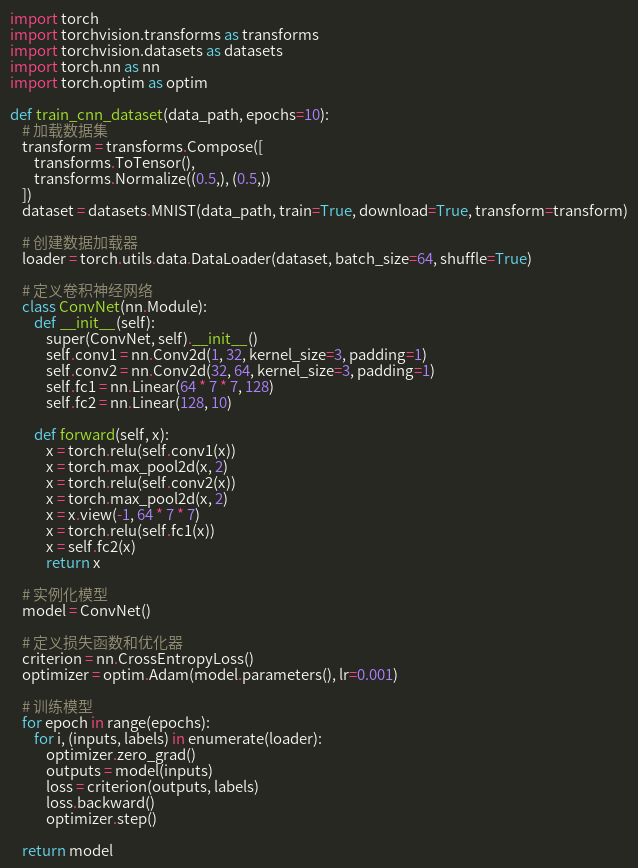 import torch
import torchvision.transforms as transforms
import torchvision.datasets as datasets
import torch.nn as nn
import torch.optim as optim

def train_cnn_dataset(data_path, epochs=10):
    # 加载数据集
    transform = transforms.Compose([
        transforms.ToTensor(),
        transforms.Normalize((0.5,), (0.5,))
    ])
    dataset = datasets.MNIST(data_path, train=True, download=True, transform=transform)

    # 创建数据加载器
    loader = torch.utils.data.DataLoader(dataset, batch_size=64, shuffle=True)

    # 定义卷积神经网络
    class ConvNet(nn.Module):
        def __init__(self):
            super(ConvNet, self).__init__()
            self.conv1 = nn.Conv2d(1, 32, kernel_size=3, padding=1)
            self.conv2 = nn.Conv2d(32, 64, kernel_size=3, padding=1)
            self.fc1 = nn.Linear(64 * 7 * 7, 128)
            self.fc2 = nn.Linear(128, 10)

        def forward(self, x):
            x = torch.relu(self.conv1(x))
            x = torch.max_pool2d(x, 2)
            x = torch.relu(self.conv2(x))
            x = torch.max_pool2d(x, 2)
            x = x.view(-1, 64 * 7 * 7)
            x = torch.relu(self.fc1(x))
            x = self.fc2(x)
            return x

    # 实例化模型
    model = ConvNet()

    # 定义损失函数和优化器
    criterion = nn.CrossEntropyLoss()
    optimizer = optim.Adam(model.parameters(), lr=0.001)

    # 训练模型
    for epoch in range(epochs):
        for i, (inputs, labels) in enumerate(loader):
            optimizer.zero_grad()
            outputs = model(inputs)
            loss = criterion(outputs, labels)
            loss.backward()
            optimizer.step()

    return model